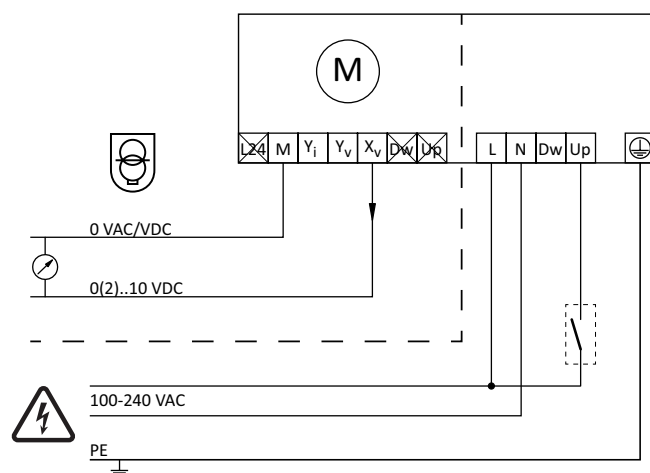 M
L24 M Yi Yv Xv Dw Up L N Dw Up
0 VAC/VDC
0(2)..10 VDC
100-240 VAC
PE